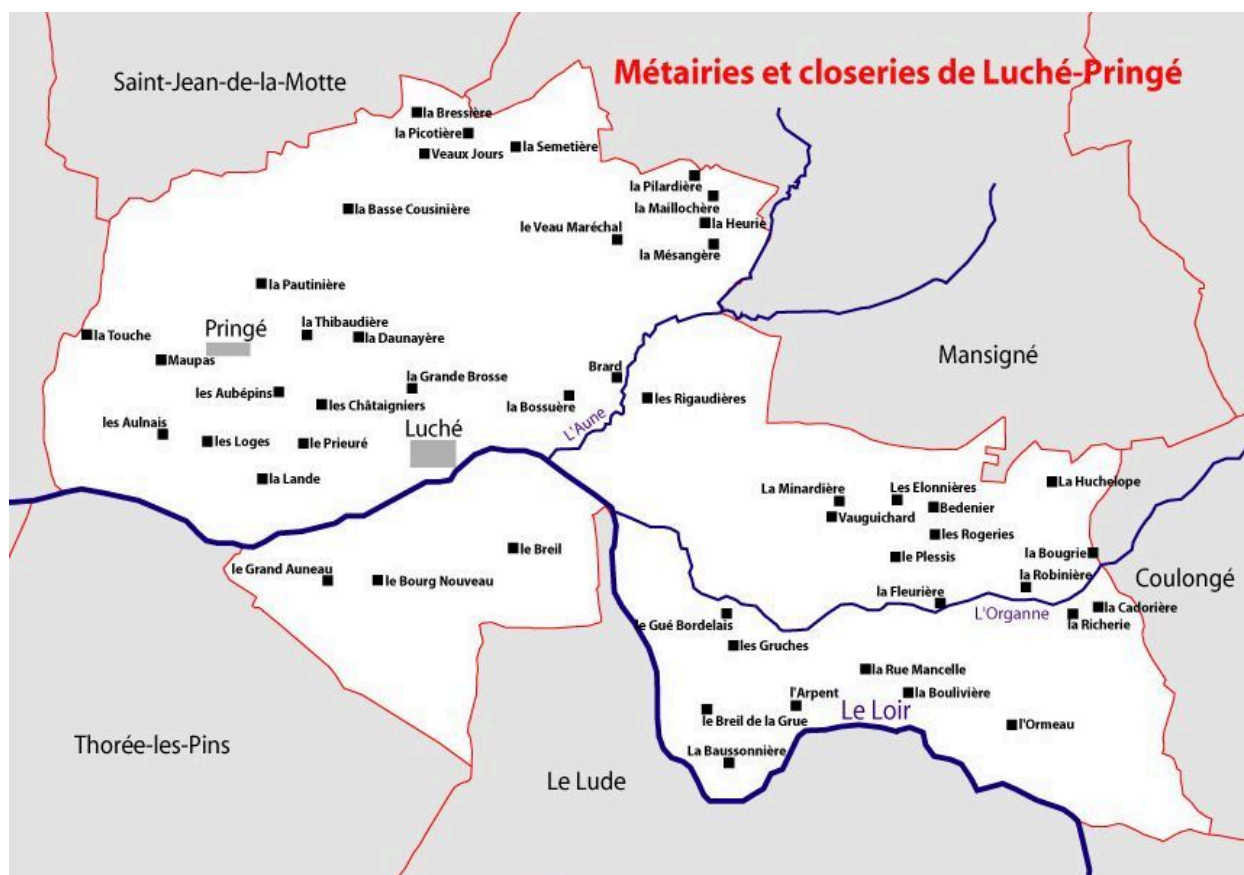 Métairies et closeries de Luché-Pringé
Saint-Jean-de-la-Motte
la Bressière
la Picotière
la Semetière
Veaux Jours
la Pilardière
la Maillochère
la Basse Cousinière
la Heurie
le Veau Maréchal
la Mésangère
la Pautinière
la Thibaudière
Pringé
la Touche
la Daunayère
Maupas
Mansigné
Brard
la Grande Brosse
les Aubépins
les Rigaudières
la Bossuère
les Châtaigniers
L'Aune
les Aulnais
Luché
les Loges
le Prieuré
la Lande
La Huchelope
La Minardière
Les Elonnières
Bedenier
Vauguichard
les Rogeries
le Breil
la Bougrie
le Plessis
le Grand Auneau
le Bourg Nouveau
la Robinière
Coulongé
la Fleurière
la Cadorière
L'Organne
la Richerie
le Gué Bordelais
les Gruches
la Rue Mancelle
l'Arpent
la Boulivière
Le Loir
le Breil de la Grue
l'Ormeau
Thorée-les-Pins
La Baussonnière
Le Lude